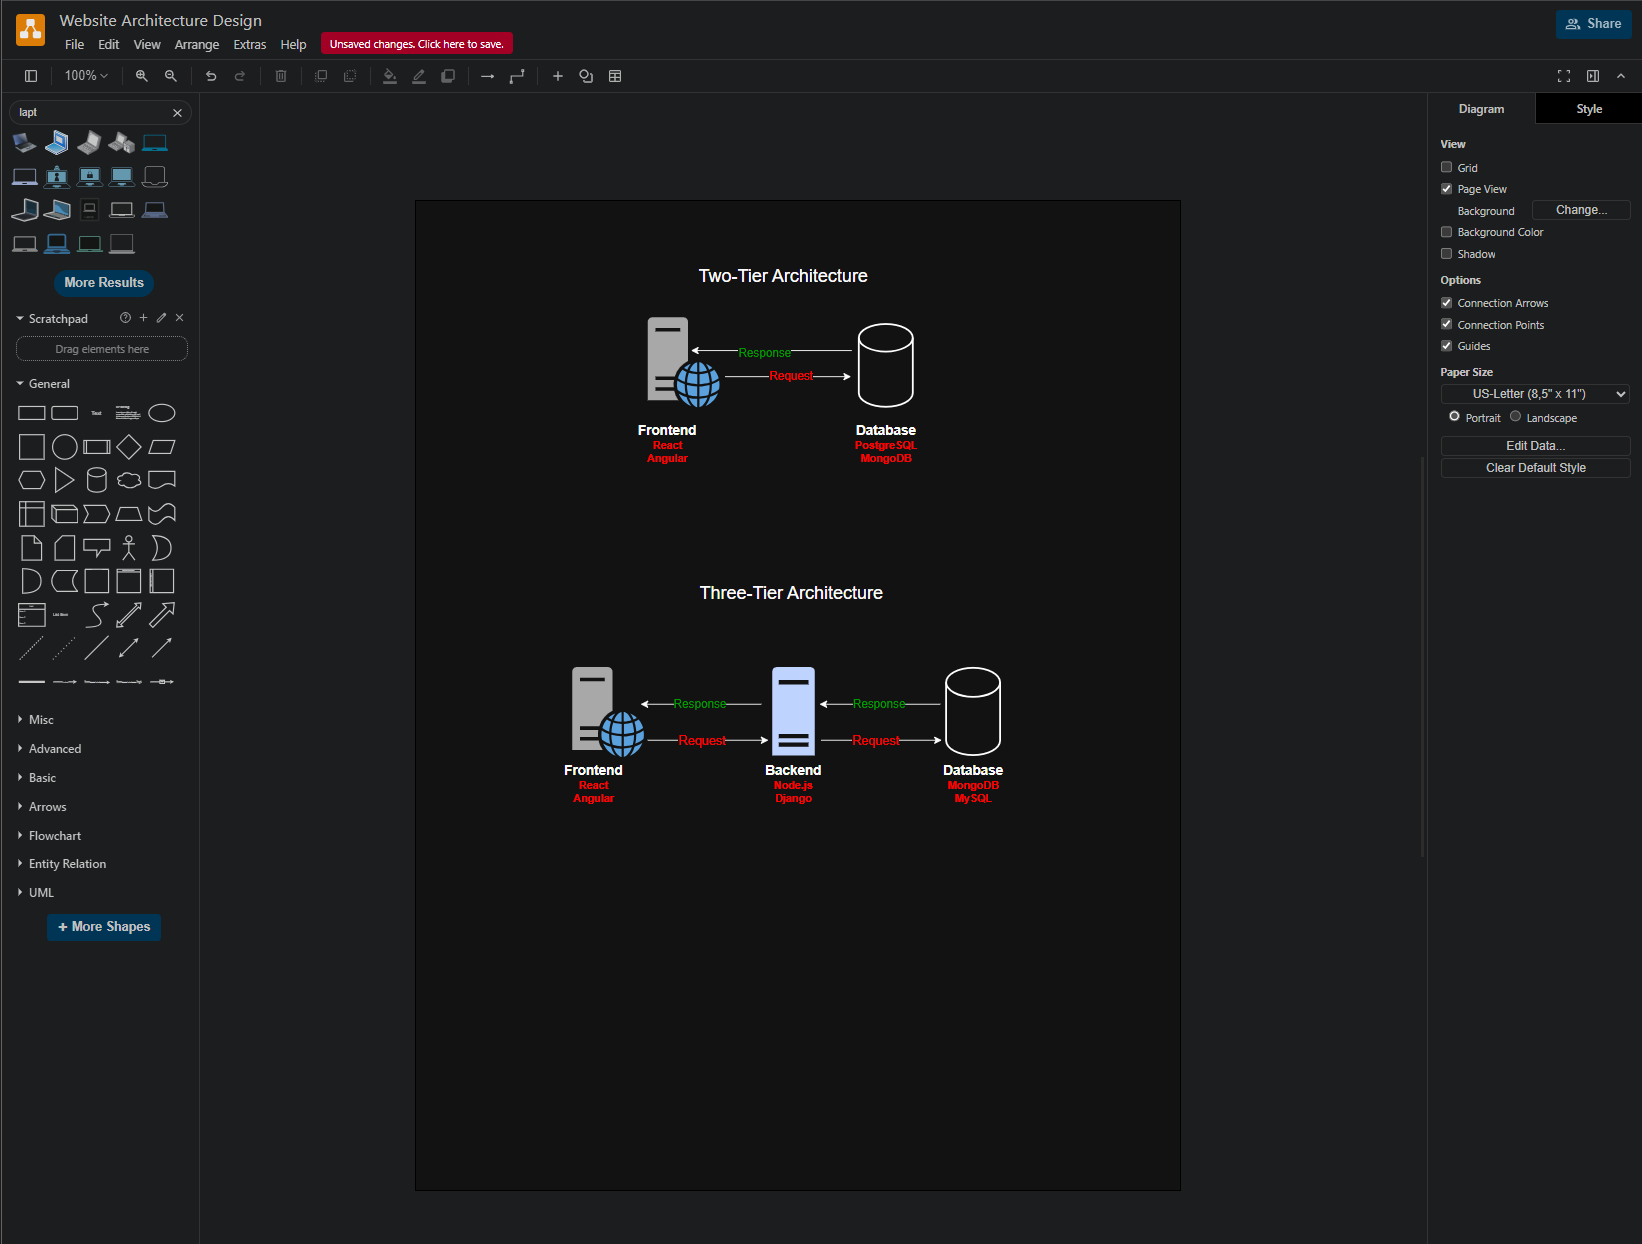 Website Architecture Design
File Edit View Arrange Extras Help Unsaved changes. Click here to save.
Share
100%
lapt
More Results
Scratchpad
Drag elements here
General
Text
List Item
Misc
Advanced
Basic
Arrows
Flowchart
Entity Relation
UML
+ More Shapes
Two-Tier Architecture
Response
Request
Frontend
React
Angular
Database
PostgreSQL
MongoDB
Three-Tier Architecture
Response
Response
Request
Request
Frontend
React
Angular
Backend
Node.js
Django
Database
MongoDB
MySQL
Diagram Style
View
Grid
Page View
Background Change...
Background Color
Shadow
Options
Connection Arrows
Connection Points
Guides
Paper Size
US-Letter (8,5" x 11")
Portrait Landscape
Edit Data...
Clear Default Style